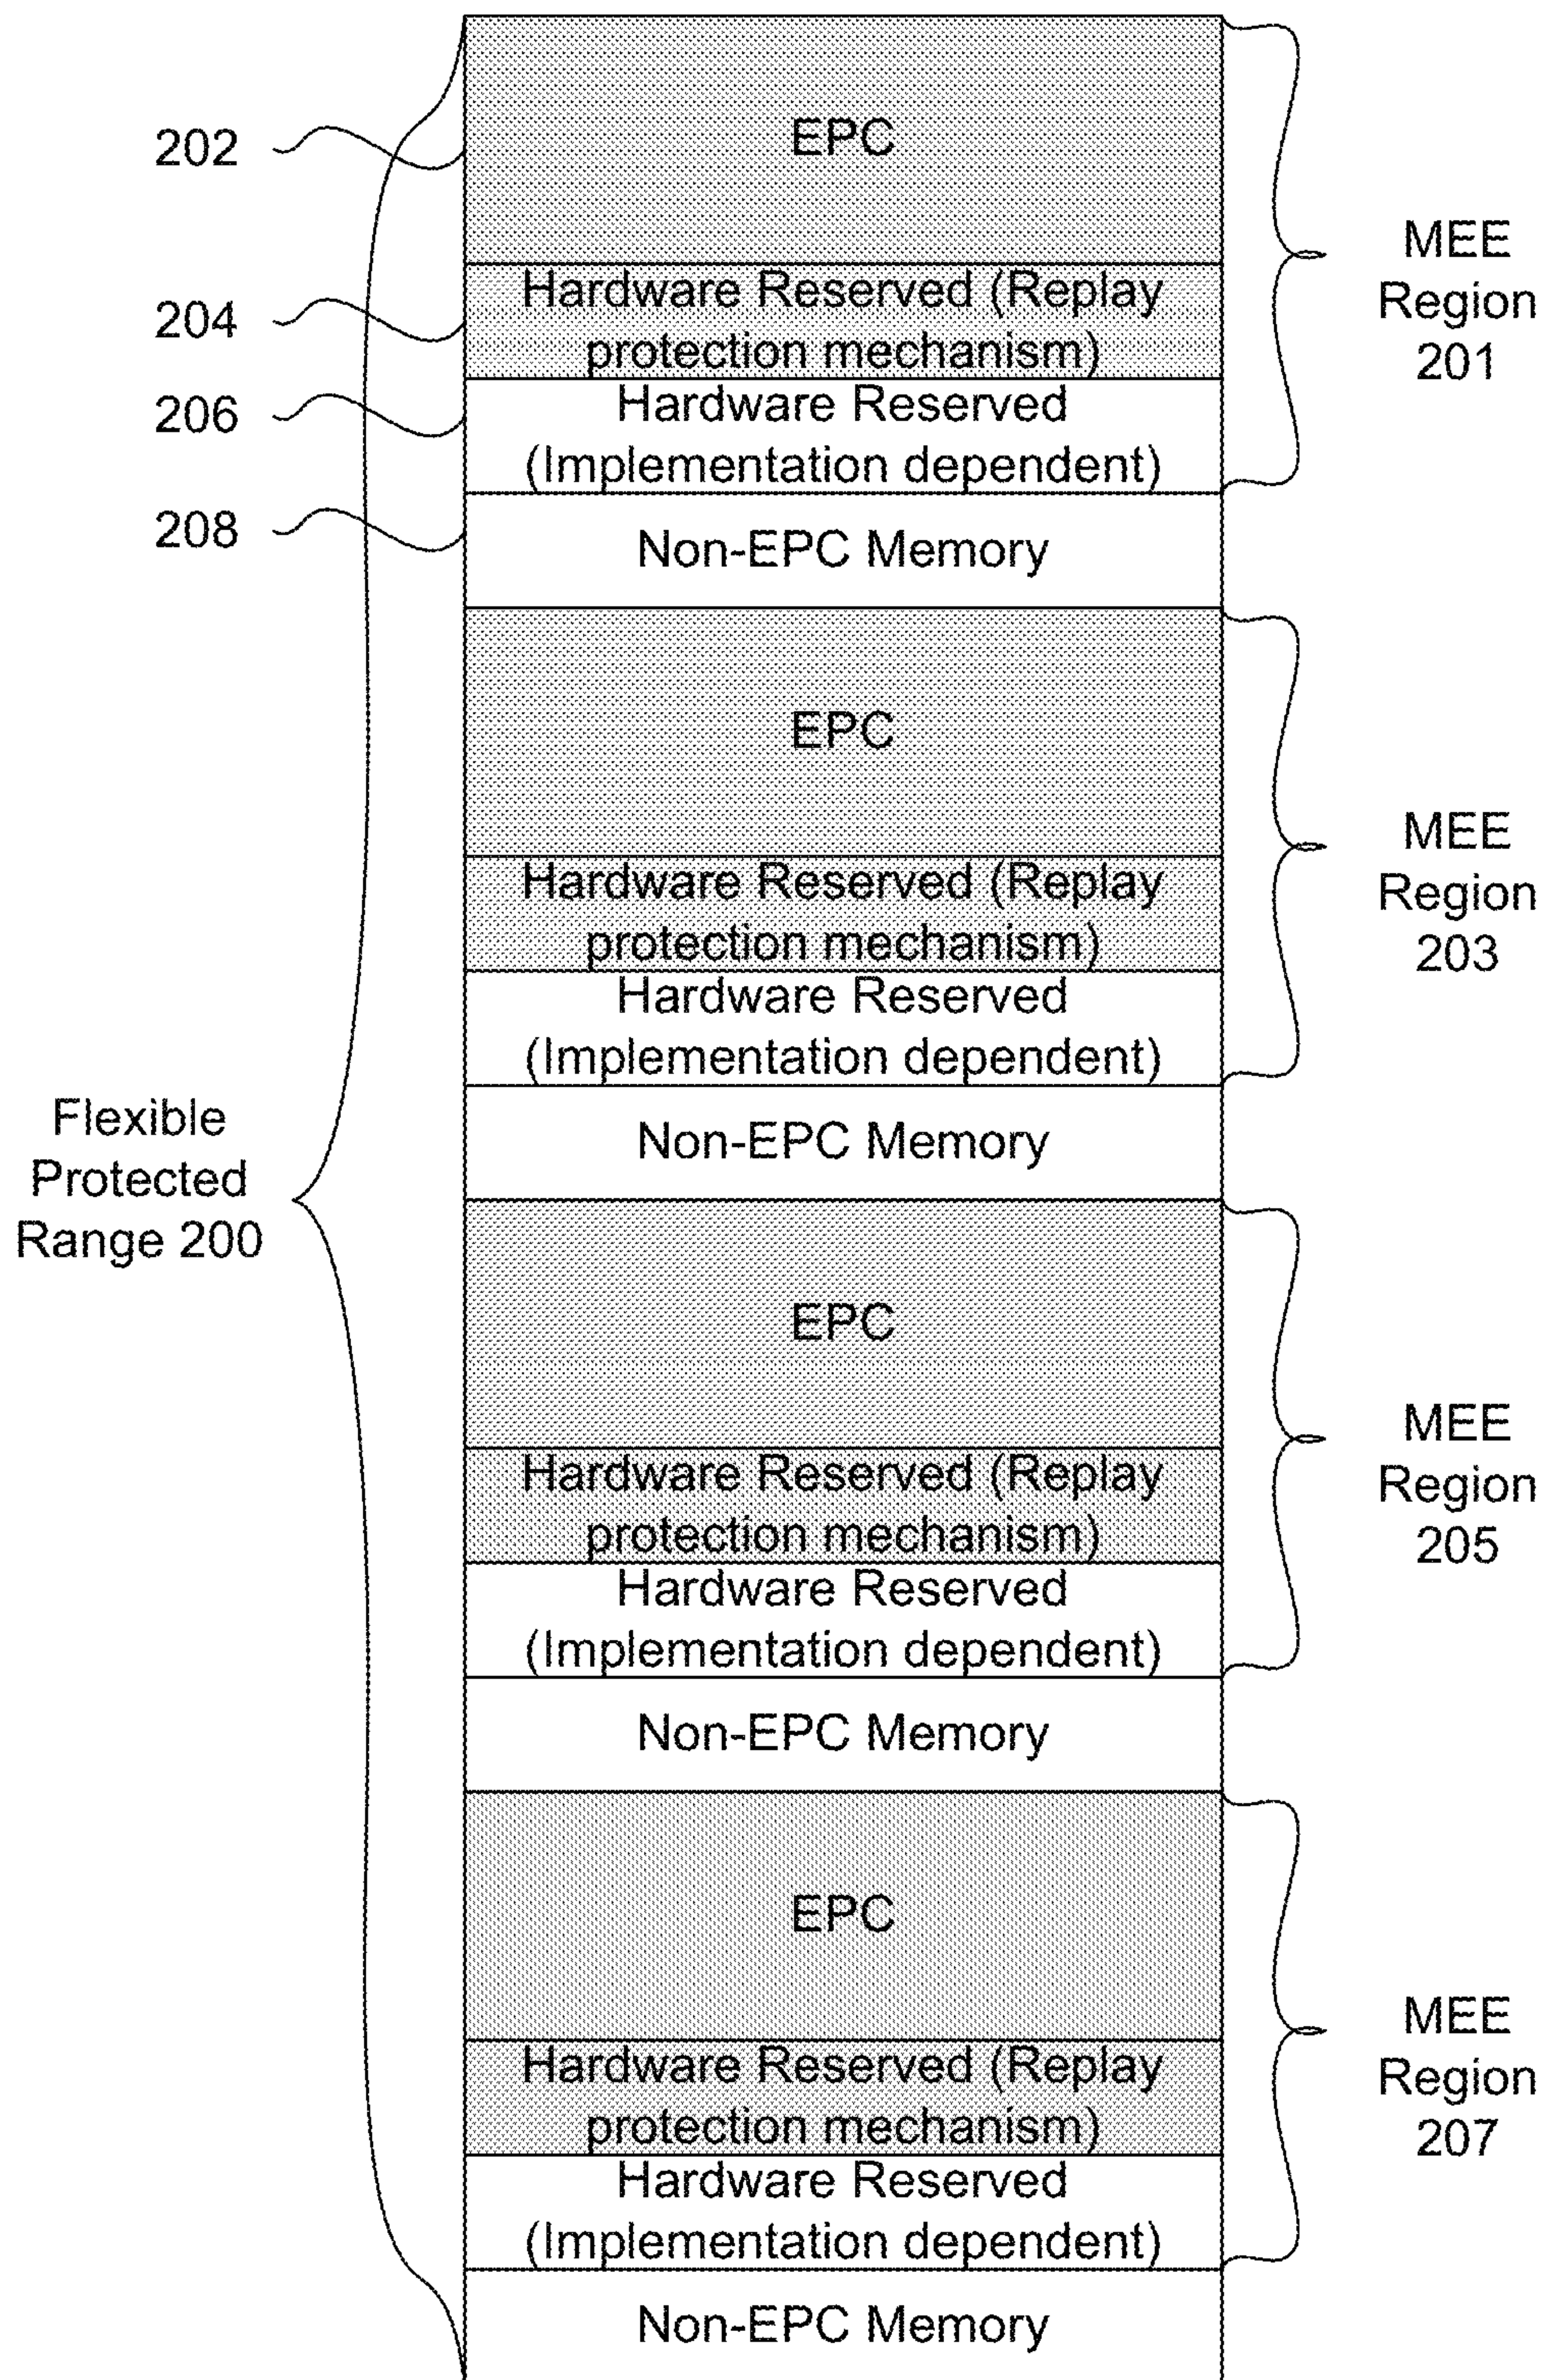 202
EPC
MEE
Region
201
204
Hardware Reserved (Replay
protection mechanism)
206
Hardware Reserved
(Implementation dependent)
208
Non-EPC Memory
EPC
MEE
Region
203
Hardware Reserved (Replay
protection mechanism)
Hardware Reserved
(Implementation dependent)
Non-EPC Memory
Flexible
Protected
Range 200
EPC
MEE
Region
205
Hardware Reserved (Replay
protection mechanism)
Hardware Reserved
(Implementation dependent)
Non-EPC Memory
EPC
MEE
Region
207
Hardware Reserved (Replay
protection mechanism)
Hardware Reserved
(Implementation dependent)
Non-EPC Memory